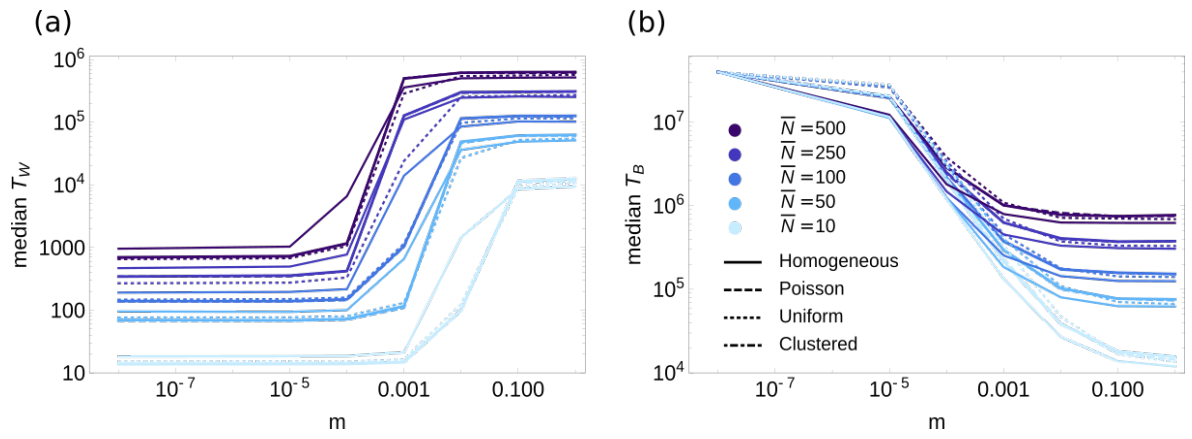 (a)
median T_W
10^6
10^5
10^4
1000
100
10
10^-7
10^-5
0.001
0.100
m
(b)
median T_B
10^7
10^6
10^5
10^4
10^-7
10^-5
0.001
0.100
m
N̅ =500
N̅ =250
N̅ =100
N̅ =50
N̅ =10
Homogeneous
Poisson
Uniform
Clustered